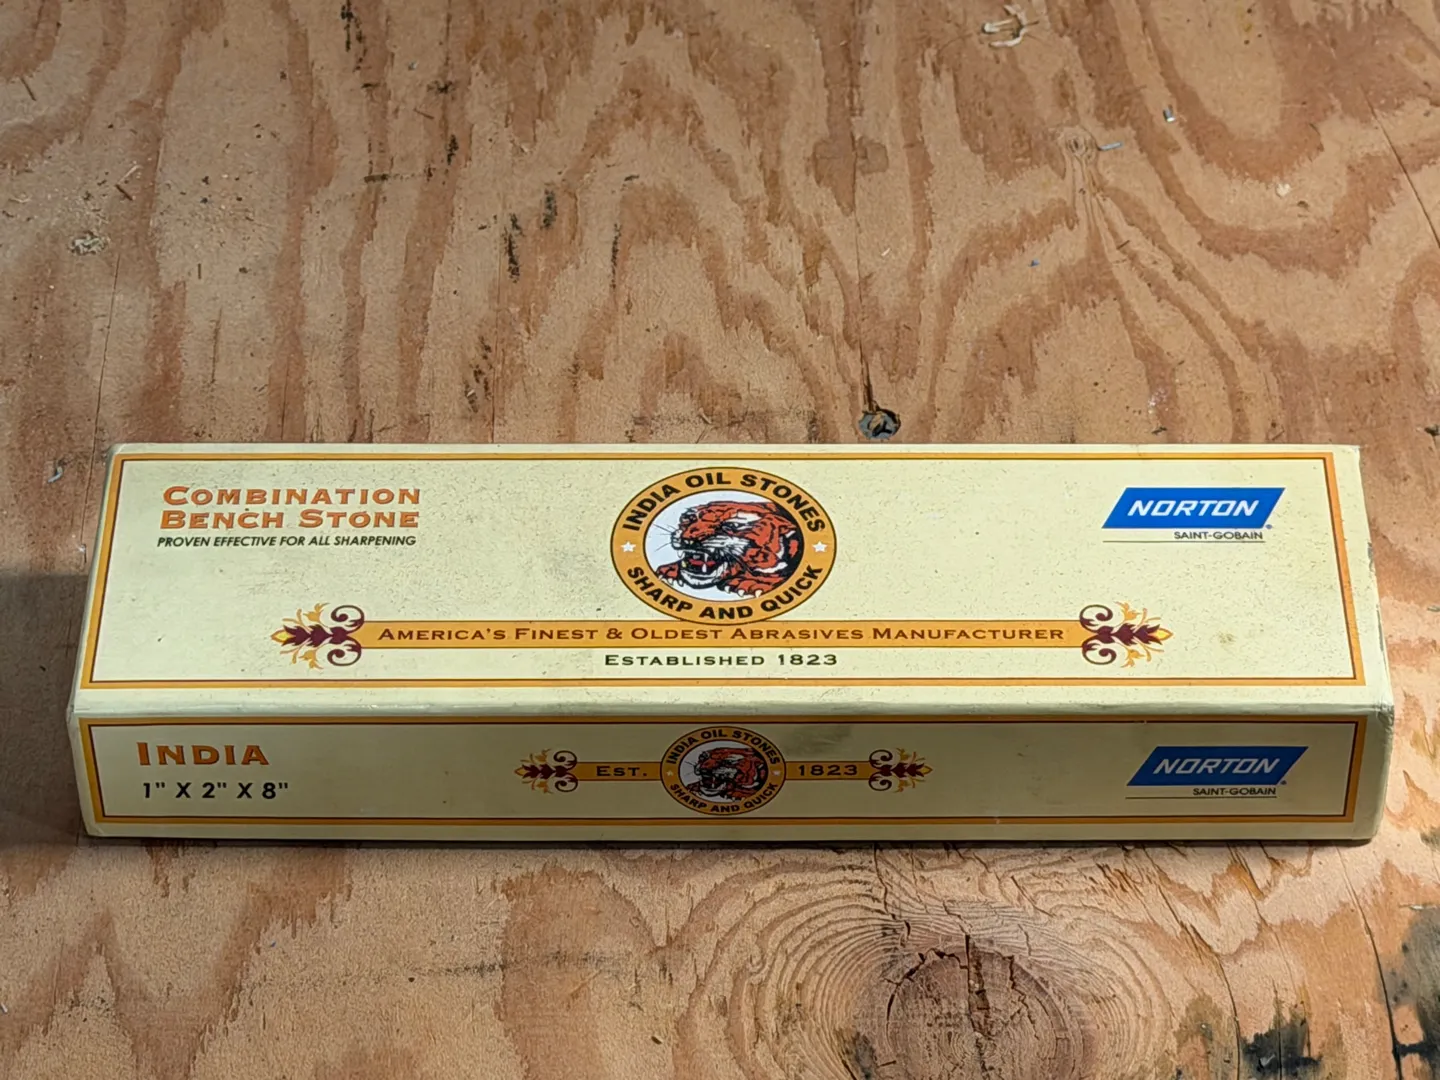 COMBINATION
BENCH STONE
PROVEN EFFECTIVE FOR ALL SHARPENING
INDIA OIL STONES
SHARP AND QUICK
NORTON
SAINT-GOBAIN
AMERICA'S FINEST & OLDEST ABRASIVES MANUFACTURER
ESTABLISHED 1823
INDIA
1" X 2" X 8"
EST.
INDIA OIL STONES
SHARP AND QUICK
1823
NORTON
SAINT-GOBAIN